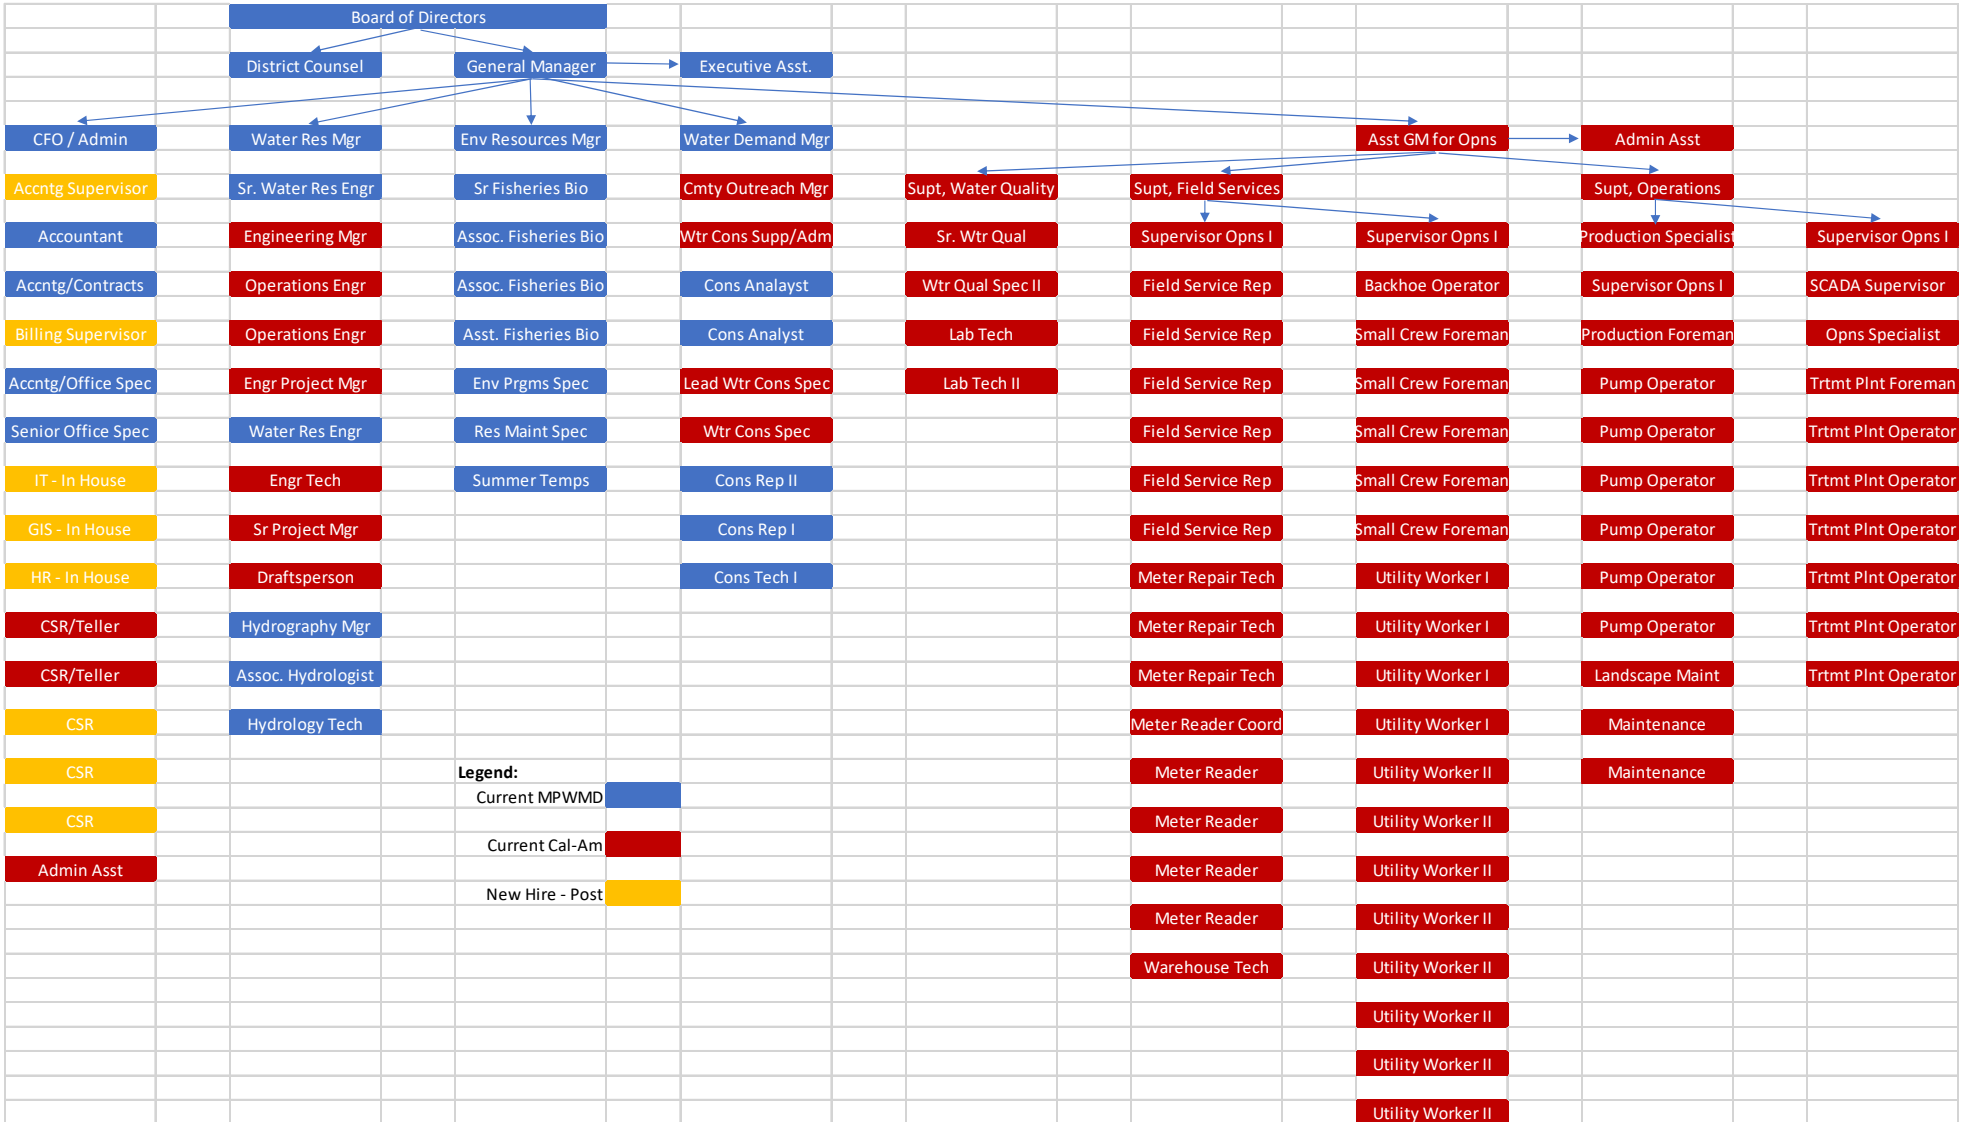 Board of Directors
District Counsel General Manager Executive Asst.
CFO / Admin Water Res Mgr Env Resources Mgr Water Demand Mgr Asst GM for Opns Admin Asst
Accntg Supervisor Sr. Water Res Engr Sr Fisheries Bio Cmty Outreach Mgr Supt, Water Quality Supt, Field Services Supt, Operations
Accountant Engineering Mgr Assoc. Fisheries Bio Wtr Cons Supp/Adm Sr. Wtr Qual Supervisor Opns I Supervisor Opns I Production Specialist Supervisor Opns I
Accntg/Contracts Operations Engr Assoc. Fisheries Bio Cons Analayst Wtr Qual Spec II Field Service Rep Backhoe Operator Supervisor Opns I SCADA Supervisor
Billing Supervisor Operations Engr Asst. Fisheries Bio Cons Analyst Lab Tech Field Service Rep Small Crew Foreman Production Foreman Opns Specialist
Accntg/Office Spec Engr Project Mgr Env Prgms Spec Lead Wtr Cons Spec Lab Tech II Field Service Rep Small Crew Foreman Pump Operator Trtmt Plnt Foreman
Senior Office Spec Water Res Engr Res Maint Spec Wtr Cons Spec Field Service Rep Small Crew Foreman Pump Operator Trtmt Plnt Operator
IT - In House Engr Tech Summer Temps Cons Rep II Field Service Rep Small Crew Foreman Pump Operator Trtmt Plnt Operator
GIS - In House Sr Project Mgr Cons Rep I Field Service Rep Small Crew Foreman Pump Operator Trtmt Plnt Operator
HR - In House Draftsperson Cons Tech I Meter Repair Tech Utility Worker I Pump Operator Trtmt Plnt Operator
CSR/Teller Hydrography Mgr Meter Repair Tech Utility Worker I Pump Operator Trtmt Plnt Operator
CSR/Teller Assoc. Hydrologist Meter Repair Tech Utility Worker I Landscape Maint Trtmt Plnt Operator
CSR Hydrology Tech Meter Reader Coord Utility Worker I Maintenance
CSR Legend: Meter Reader Utility Worker II Maintenance
Current MPWMD
CSR Meter Reader Utility Worker II
Current Cal-Am
Admin Asst Meter Reader Utility Worker II
New Hire - Post
Meter Reader Utility Worker II
Warehouse Tech Utility Worker II
Utility Worker II
Utility Worker II
Utility Worker II